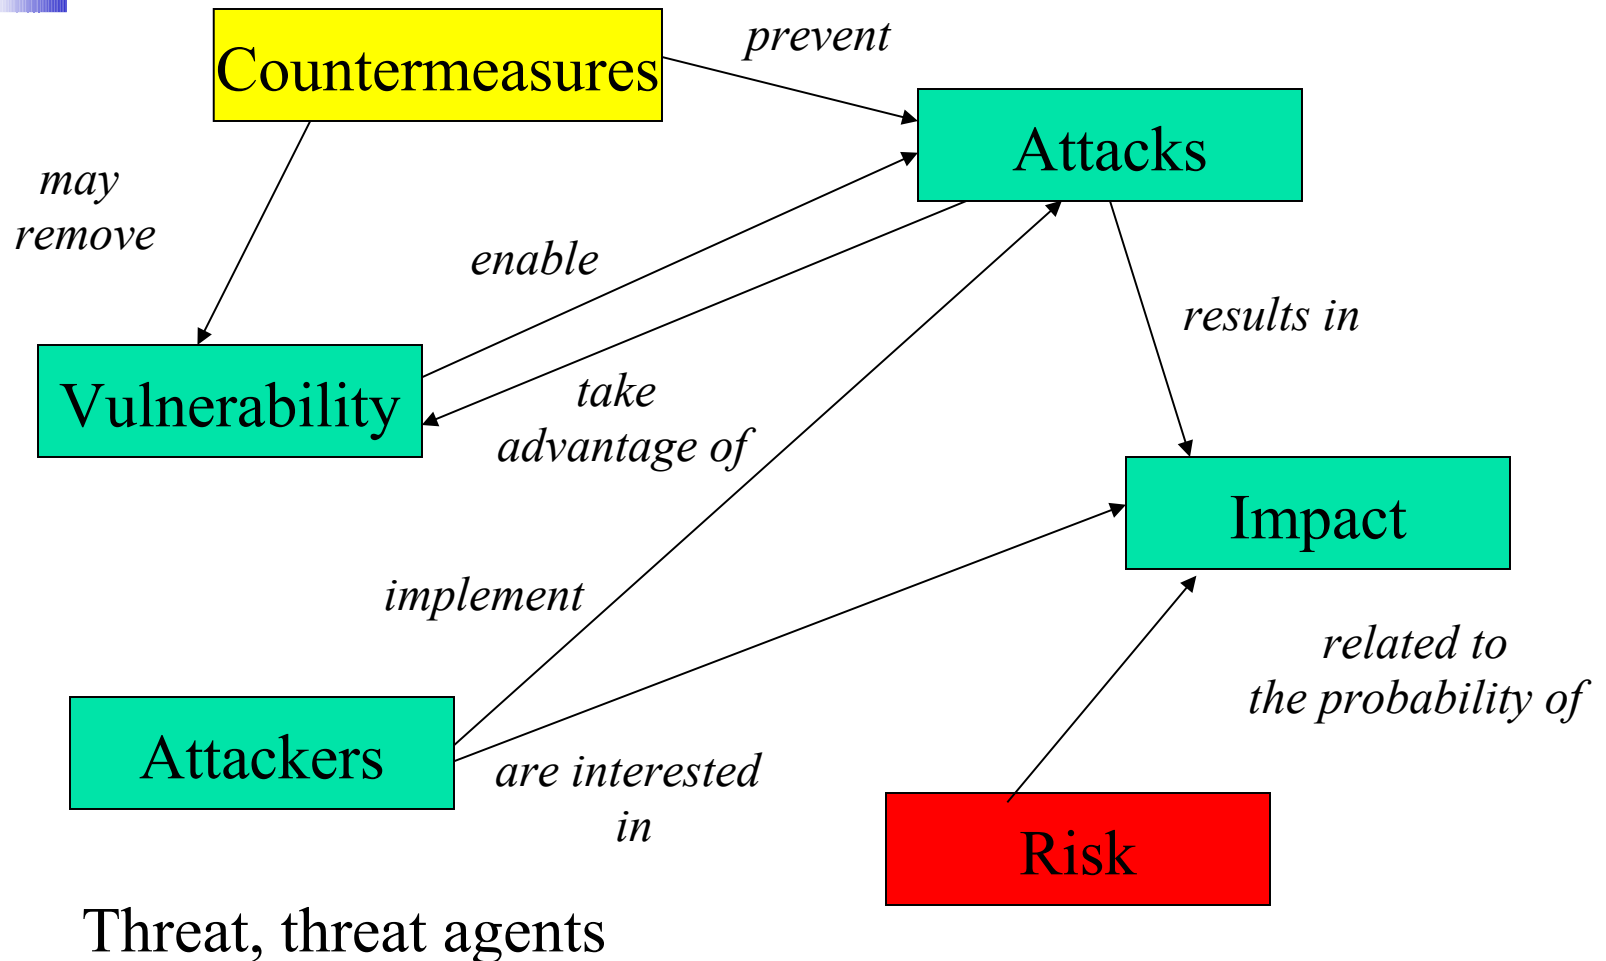 Countermeasures
prevent
Attacks
may
remove
enable
results in
Vulnerability
take
advantage of
Impact
implement
related to
the probability of
Attackers
are interested
in
Risk
Threat, threat agents